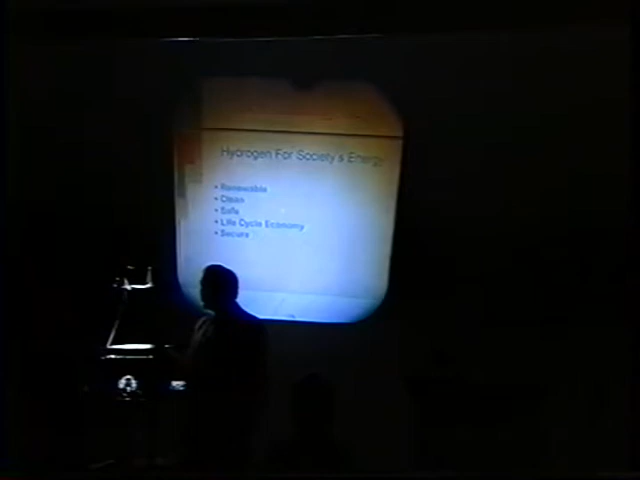 Hydrogen For Society's Energy
• Renewable
• Clean
• Safe
• Life Cycle Economy
• Secure